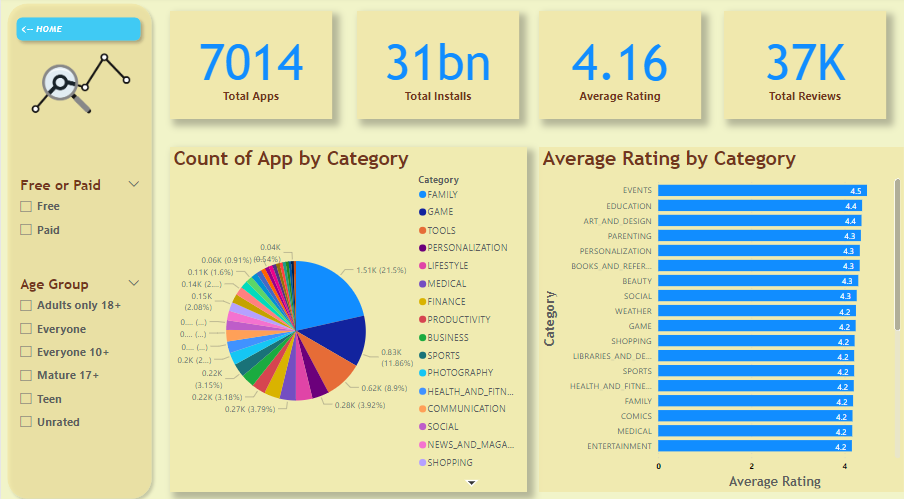 ← HOME
7014
Total Apps
31bn
Total Installs
4.16
Average Rating
37K
Total Reviews
Free or Paid
Free
Paid
Age Group
Adults only 18+
Everyone
Everyone 10+
Mature 17+
Teen
Unrated
Count of App by Category
Category
FAMILY
GAME
TOOLS
PERSONALIZATION
LIFESTYLE
MEDICAL
FINANCE
PRODUCTIVITY
BUSINESS
SPORTS
PHOTOGRAPHY
HEALTH_AND_FITN...
COMMUNICATION
SOCIAL
NEWS_AND_MAGA...
SHOPPING
1.51K (21.5%)
0.83K
(11.86%)
0.62K (8.9%)
0.28K (3.92%)
0.27K (3.79%)
0.22K (3.18%)
0.22K
(3.15%)
0.2K (2...)
0.... (...)
0.... (...)
0.... (...)
0.15K
(2.08%)
0.14K (2....)
0.11K (1.6%)
0.06K (0.91%)
0.04K
(0.54%)
Average Rating by Category
Category
EVENTS 4.5
EDUCATION 4.4
ART_AND_DESIGN 4.4
PARENTING 4.3
PERSONALIZATION 4.3
BOOKS_AND_REFER... 4.3
BEAUTY 4.3
SOCIAL 4.3
WEATHER 4.2
GAME 4.2
SHOPPING 4.2
LIBRARIES_AND_DE... 4.2
SPORTS 4.2
HEALTH_AND_FITNE... 4.2
FAMILY 4.2
COMICS 4.2
MEDICAL 4.2
ENTERTAINMENT 4.2
0 2 4
Average Rating